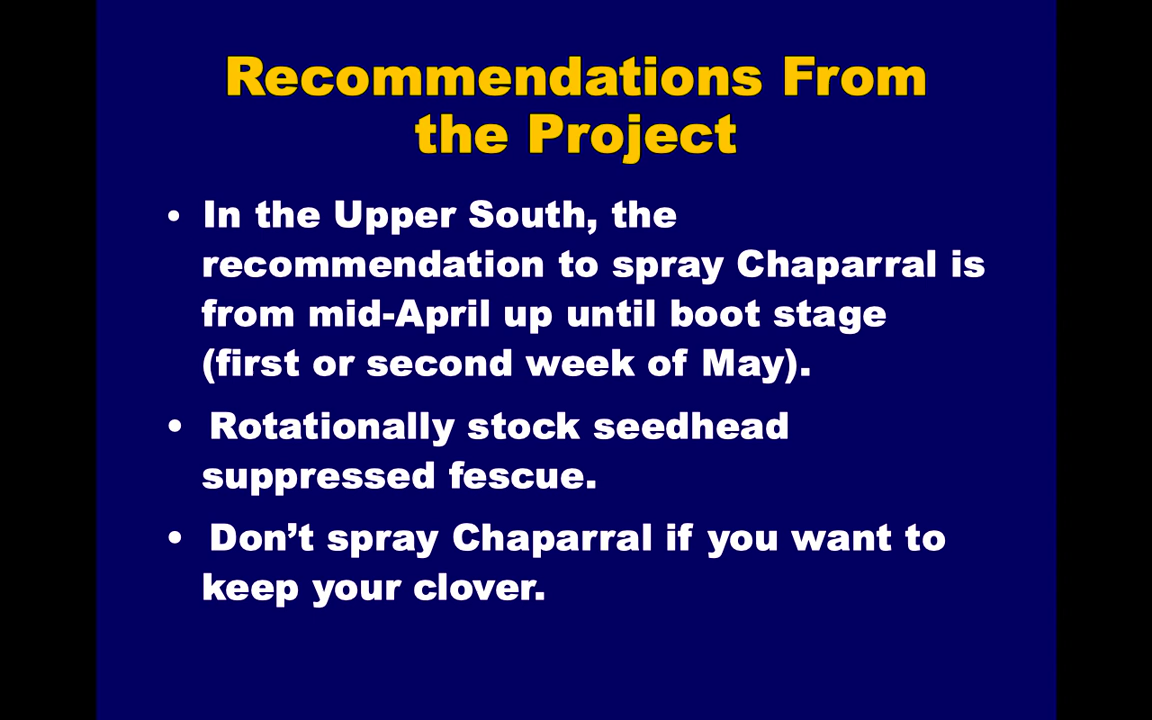 Recommendations From
the Project
• In the Upper South, the
recommendation to spray Chaparral is
from mid-April up until boot stage
(first or second week of May).
• Rotationally stock seedhead
suppressed fescue.
• Don’t spray Chaparral if you want to
keep your clover.